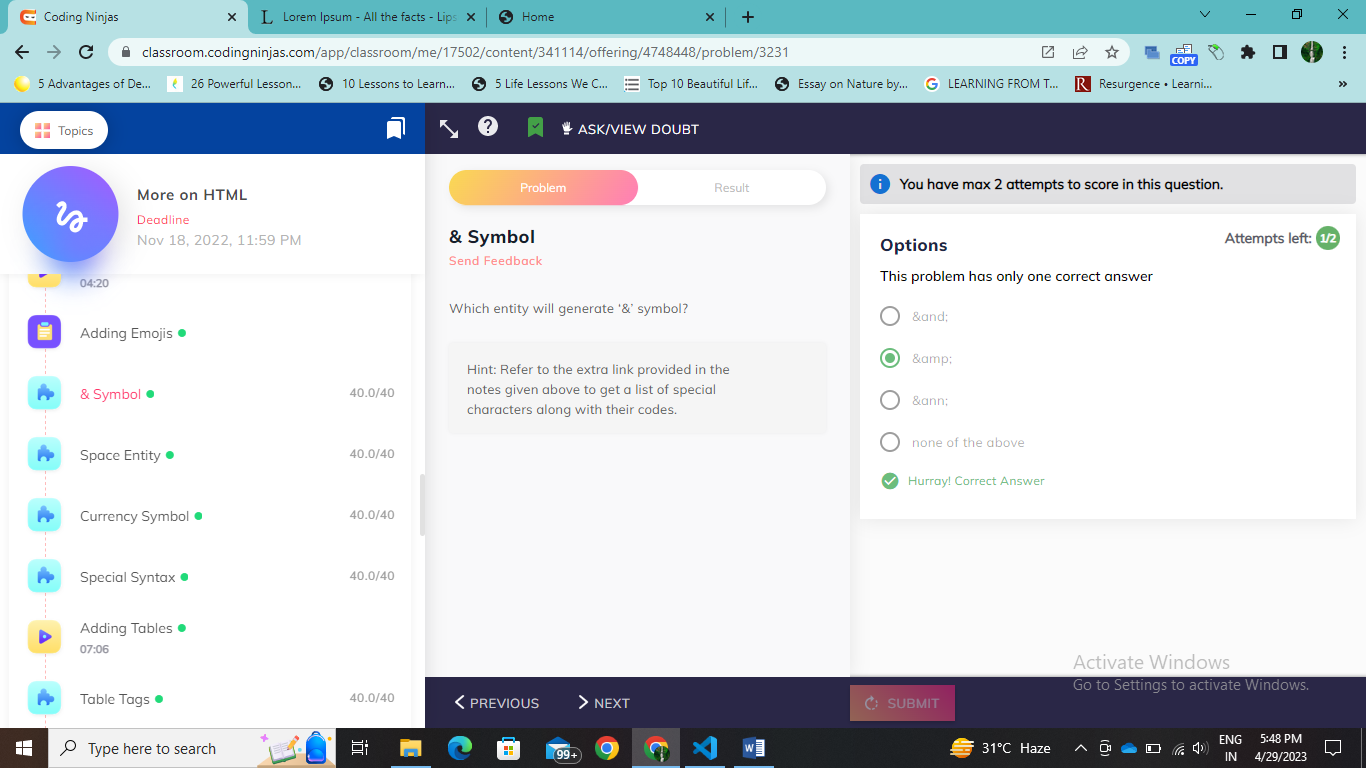 Coding Ninjas
Lorem Ipsum - All the facts - Lips
Home
classroom.codingninjas.com/app/classroom/me/17502/content/341114/offering/4748448/problem/3231
COPY
5 Advantages of De...
26 Powerful Lesson...
10 Lessons to Learn...
5 Life Lessons We C...
Top 10 Beautiful Lif...
Essay on Nature by...
LEARNING FROM T...
Resurgence • Learni...
»
Topics
ASK/VIEW DOUBT
More on HTML
Deadline
Nov 18, 2022, 11:59 PM
04:20
Adding Emojis
& Symbol 40.0/40
Space Entity 40.0/40
Currency Symbol 40.0/40
Special Syntax 40.0/40
Adding Tables
07:06
Table Tags 40.0/40
Problem
Result
& Symbol
Send Feedback
Which entity will generate ‘&’ symbol?
Hint: Refer to the extra link provided in the
notes given above to get a list of special
characters along with their codes.
PREVIOUS
NEXT
You have max 2 attempts to score in this question.
Attempts left: 1/2
Options
This problem has only one correct answer
&and;
&amp;
&ann;
none of the above
Hurray! Correct Answer
Activate Windows
Go to Settings to activate Windows.
SUBMIT
Type here to search
99+
31°C Haze
ENG
IN
5:48 PM
4/29/2023